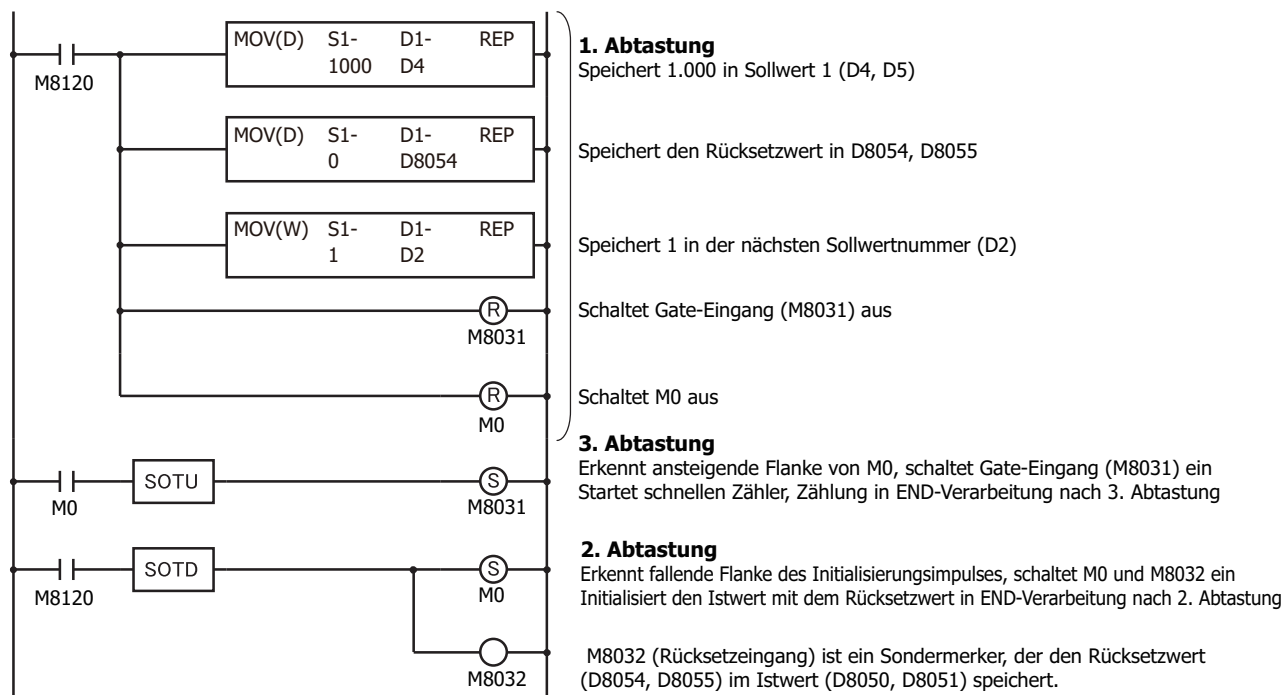 MOV(D) S1- D1- REP
1000 D4
M8120
1. Abtastung
Speichert 1.000 in Sollwert 1 (D4, D5)
MOV(D) S1- D1- REP
0 D8054
Speichert den Rücksetzwert in D8054, D8055
MOV(W) S1- D1- REP
1 D2
Speichert 1 in der nächsten Sollwertnummer (D2)
R
M8031
Schaltet Gate-Eingang (M8031) aus
R
M0
Schaltet M0 aus
3. Abtastung
Erkennt ansteigende Flanke von M0, schaltet Gate-Eingang (M8031) ein
Startet schnellen Zähler, Zählung in END-Verarbeitung nach 3. Abtastung
M0
SOTU
S
M8031
2. Abtastung
Erkennt fallende Flanke des Initialisierungsimpulses, schaltet M0 und M8032 ein
Initialisiert den Istwert mit dem Rücksetzwert in END-Verarbeitung nach 2. Abtastung
M8120
SOTD
S
M0
M8032
M8032 (Rücksetzeingang) ist ein Sondermerker, der den Rücksetzwert
(D8054, D8055) im Istwert (D8050, D8051) speichert.